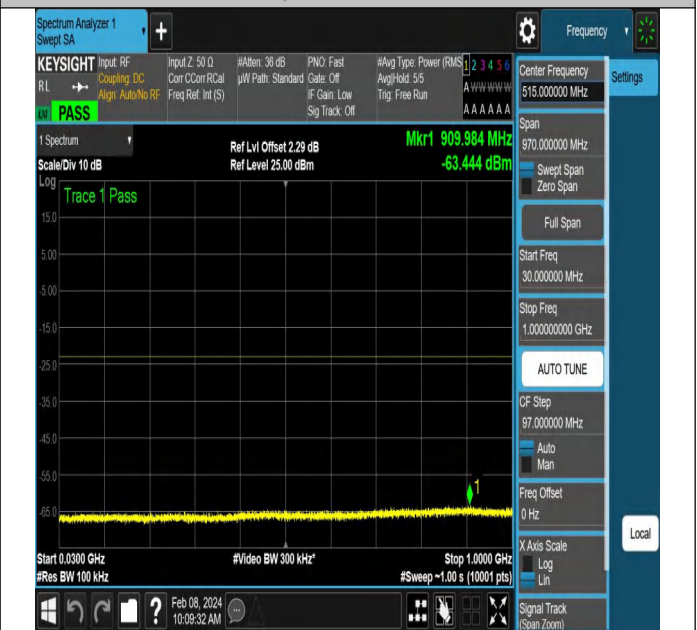 Spectrum Analyzer 1
Swept SA
Frequency
KEYSIGHT
RL
Input: RF
Coupling: DC
Align: Auto/No RF
Input Z: 50 Ω
Corr CCorr RCal
Freq Ref: Int (S)
#Atten: 36 dB
µW Path: Standard
PNO: Fast
Gate: Off
IF Gain: Low
Sig Track: Off
#Avg Type: Power (RMS
Avg|Hold: 5/5
Trig: Free Run
1 2 3 4 5 6
A W W W W W
A A A A A A
PASS
1 Spectrum
Scale/Div 10 dB
Ref Lvl Offset 2.29 dB
Ref Level 25.00 dBm
Mkr1 909.984 MHz
-63.444 dBm
Log
Trace 1 Pass
15.0
5.00
-5.00
-15.0
-25.0
-35.0
-45.0
-55.0
-65.0
1
Start 0.0300 GHz
#Res BW 100 kHz
#Video BW 300 kHz*
Stop 1.0000 GHz
#Sweep ~1.00 s (10001 pts)
Feb 08, 2024
10:09:32 AM
Center Frequency
515.000000 MHz
Settings
Span
970.000000 MHz
Swept Span
Zero Span
Full Span
Start Freq
30.000000 MHz
Stop Freq
1.000000000 GHz
AUTO TUNE
CF Step
97.000000 MHz
Auto
Man
Freq Offset
0 Hz
X Axis Scale
Log
Lin
Signal Track
(Span Zoom)
Local